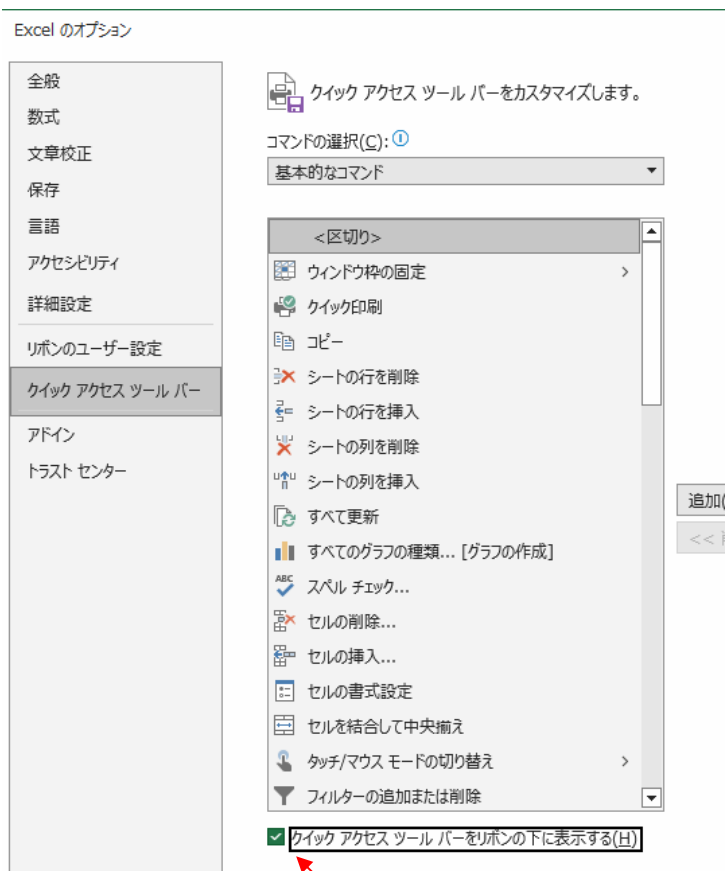 Excel のオプション
全般
数式
文章校正
保存
言語
アクセシビリティ
詳細設定
リボンのユーザー設定
クイック アクセス ツール バー
アドイン
トラスト センター
クイック アクセス ツール バーをカスタマイズします。
コマンドの選択(C):
基本的なコマンド
<区切り>
ウィンドウ枠の固定
クイック印刷
コピー
シートの行を削除
シートの行を挿入
シートの列を削除
シートの列を挿入
すべて更新
すべてのグラフの種類... [グラフの作成]
ABC
スペル チェック...
セルの削除...
セルの挿入...
セルの書式設定
セルを結合して中央揃え
タッチ/マウス モードの切り替え
フィルターの追加または削除
クイック アクセス ツール バーをリボンの下に表示する(H)
追加(
<<